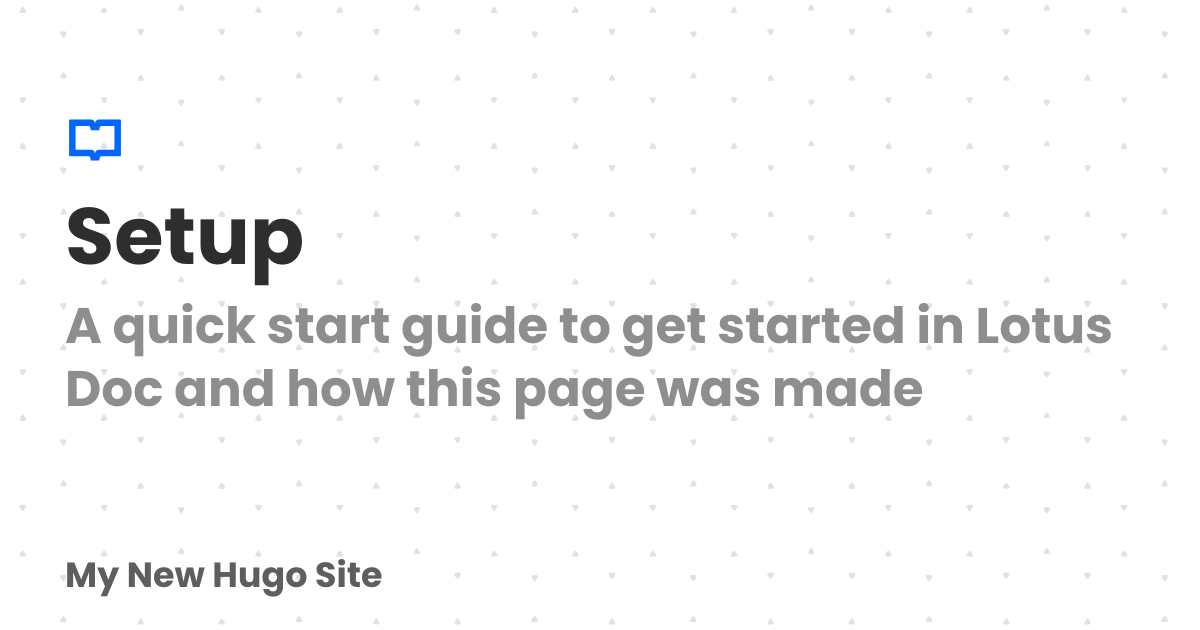 Setup
A quick start guide to get started in Lotus
Doc and how this page was made
My New Hugo Site